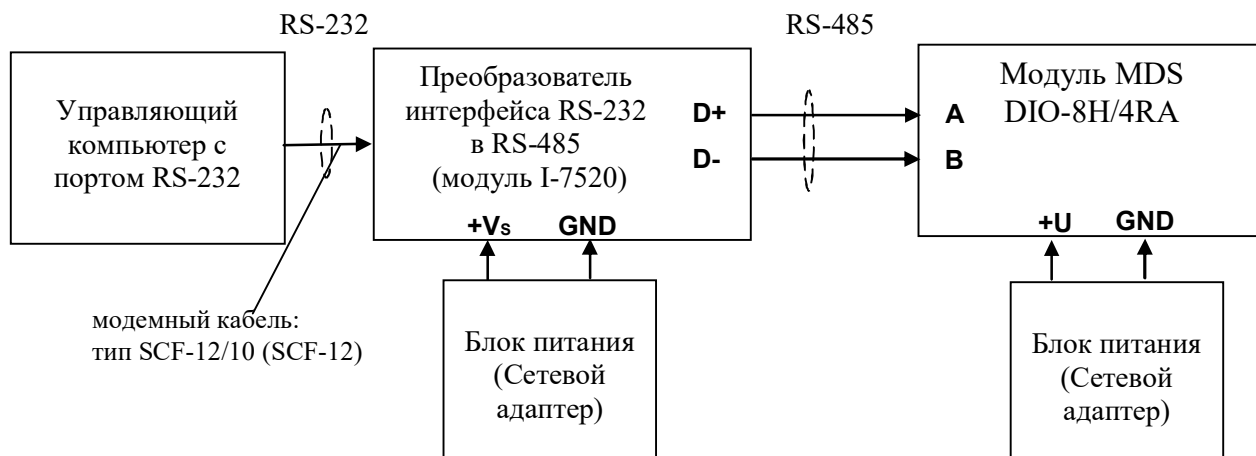 RS-232
RS-485
Управляющий
компьютер с
портом RS-232
Преобразователь
интерфейса RS-232
в RS-485
(модуль I-7520)
D+
D-
+Vs
GND
Модуль MDS
DIO-8H/4RA
A
B
+U
GND
модемный кабель:
тип SCF-12/10 (SCF-12)
Блок питания
(Сетевой
адаптер)
Блок питания
(Сетевой
адаптер)